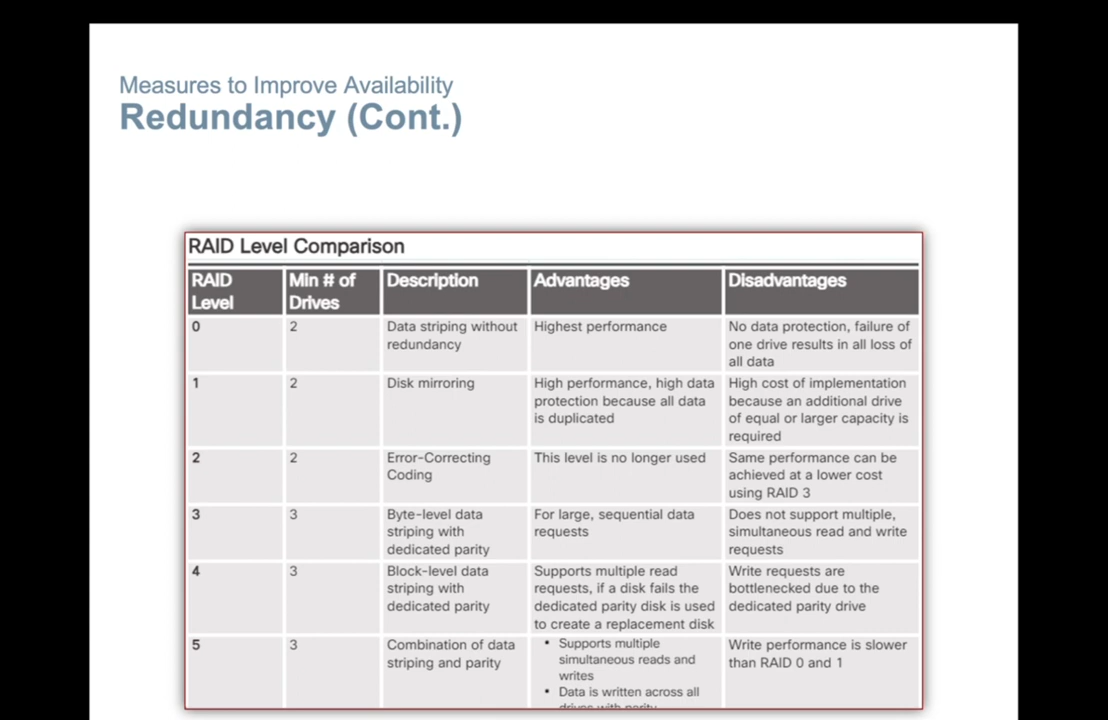 Measures to Improve Availability
Redundancy (Cont.)
RAID Level Comparison
RAID Level
Min # of Drives
Description
Advantages
Disadvantages
0
2
Data striping without
redundancy
Highest performance
No data protection, failure of
one drive results in all loss of
all data
1
2
Disk mirroring
High performance, high data
protection because all data
is duplicated
High cost of implementation
because an additional drive
of equal or larger capacity is
required
2
2
Error-Correcting
Coding
This level is no longer used
Same performance can be
achieved at a lower cost
using RAID 3
3
3
Byte-level data
striping with
dedicated parity
For large, sequential data
requests
Does not support multiple,
simultaneous read and write
requests
4
3
Block-level data
striping with
dedicated parity
Supports multiple read
requests, if a disk fails the
dedicated parity disk is used
to create a replacement disk
Write requests are
bottlenecked due to the
dedicated parity drive
5
3
Combination of data
striping and parity
• Supports multiple
simultaneous reads and
writes
• Data is written across all
drives with parity
Write performance is slower
than RAID 0 and 1